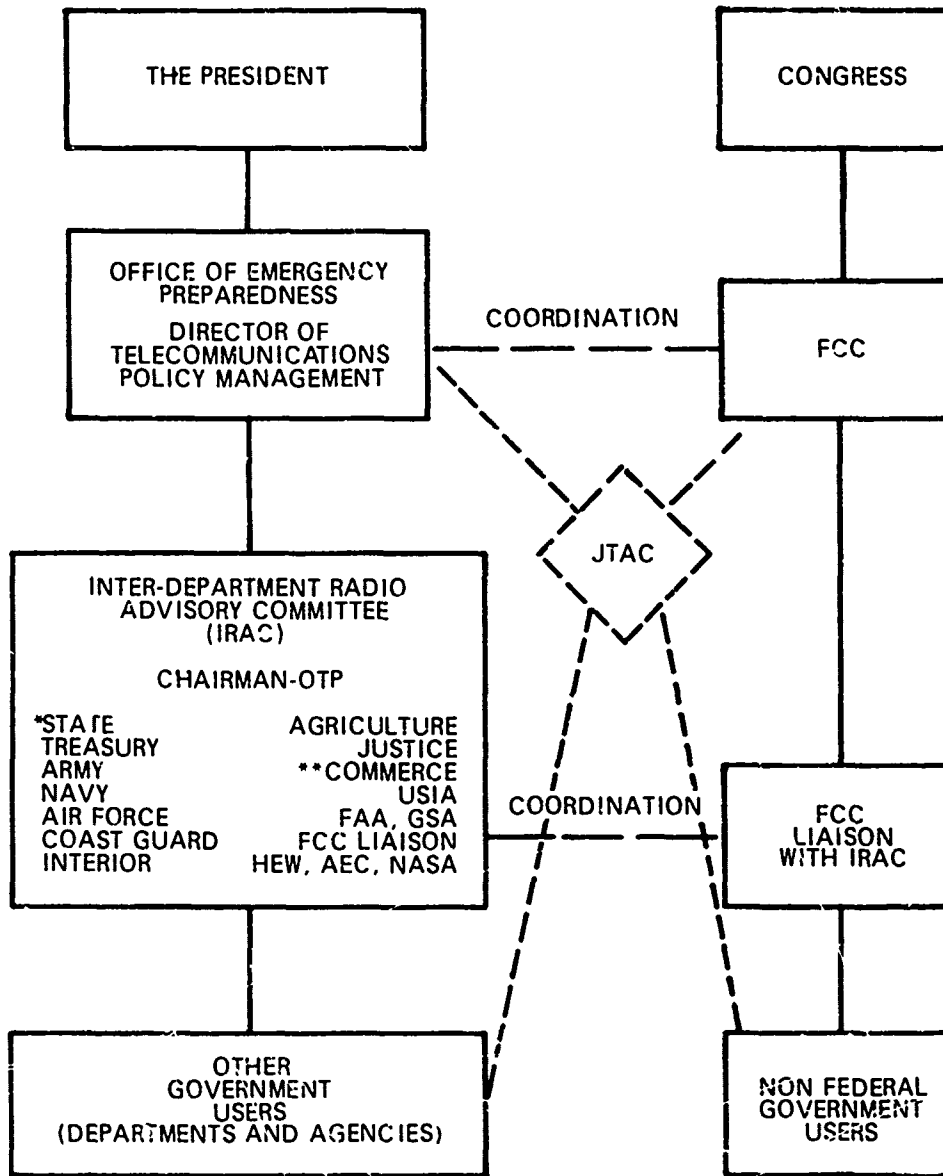 THE PRESIDENT
CONGRESS
OFFICE OF EMERGENCY
PREPAREDNESS
DIRECTOR OF
TELECOMMUNICATIONS
POLICY MANAGEMENT
COORDINATION
FCC
JTAC
INTER-DEPARTMENT RADIO
ADVISORY COMMITTEE
(IRAC)
CHAIRMAN-OTP
*STATE AGRICULTURE
TREASURY JUSTICE
ARMY **COMMERCE
NAVY USIA
AIR FORCE FAA, GSA
COAST GUARD FCC LIAISON
INTERIOR HEW, AEC, NASA
COORDINATION
FCC
LIAISON
WITH IRAC
OTHER
GOVERNMENT
USERS
(DEPARTMENTS AND AGENCIES)
NON FEDERAL
GOVERNMENT
USERS